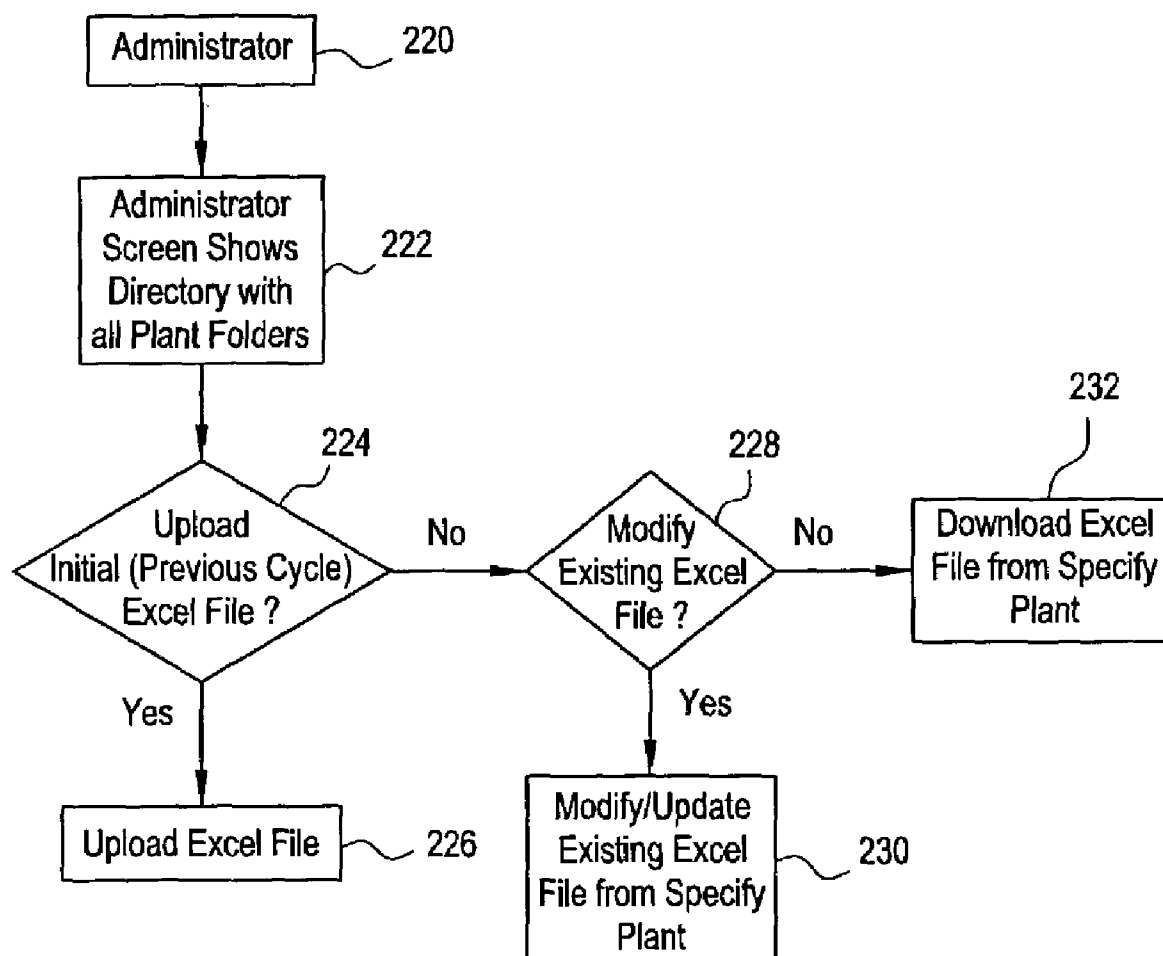 Administrator
220
Administrator
Screen Shows
Directory with
all Plant Folders
222
224
Upload
Initial (Previous Cycle)
Excel File ?
No
Yes
Upload Excel File
226
228
Modify
Existing Excel
File ?
No
Yes
Modify/Update
Existing Excel
File from Specify
Plant
230
232
Download Excel
File from Specify
Plant